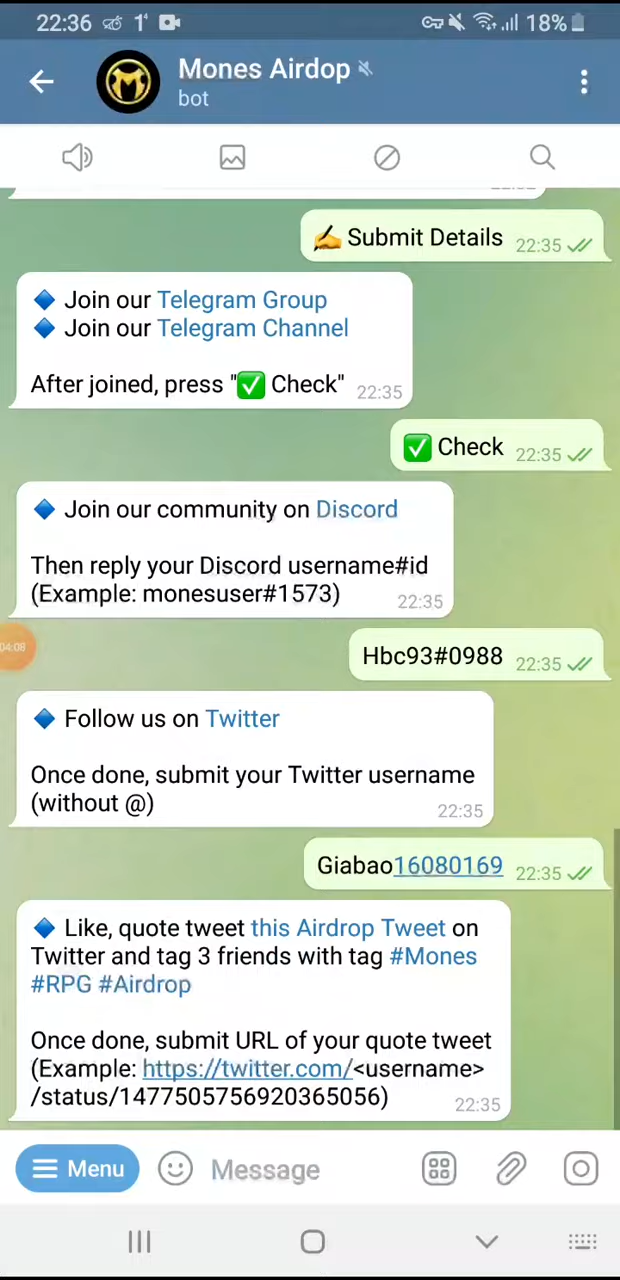 22:36
18%
Mones Airdop
bot
✍️ Submit Details 22:35
🔷 Join our Telegram Group
🔷 Join our Telegram Channel
After joined, press "✅ Check" 22:35
✅ Check 22:35
🔷 Join our community on Discord
Then reply your Discord username#id
(Example: monesuser#1573) 22:35
04:08
Hbc93#0988 22:35
🔷 Follow us on Twitter
Once done, submit your Twitter username
(without @) 22:35
Giabao16080169 22:35
🔷 Like, quote tweet this Airdrop Tweet on
Twitter and tag 3 friends with tag #Mones
#RPG #Airdrop
Once done, submit URL of your quote tweet
(Example: https://twitter.com/<username>
/status/1477505756920365056) 22:35
Menu
Message